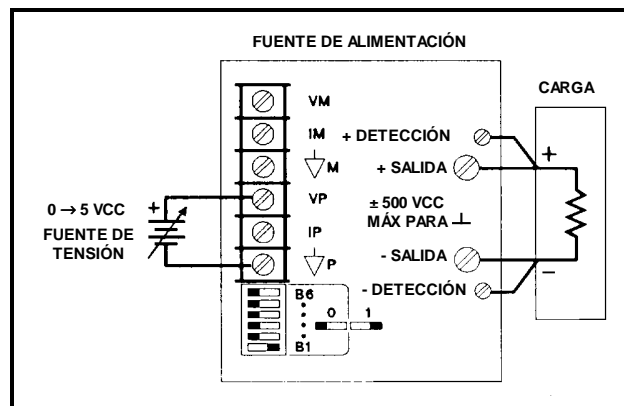 FUENTE DE ALIMENTACIÓN
CARGA
VM
IM
+ DETECCIÓN
M
+ SALIDA
+
VP
± 500 VCC
MÁX PARA
0 → 5 VCC
+
FUENTE DE
TENSIÓN
IP
- SALIDA
P
-
- DETECCIÓN
B6
0 1
B1